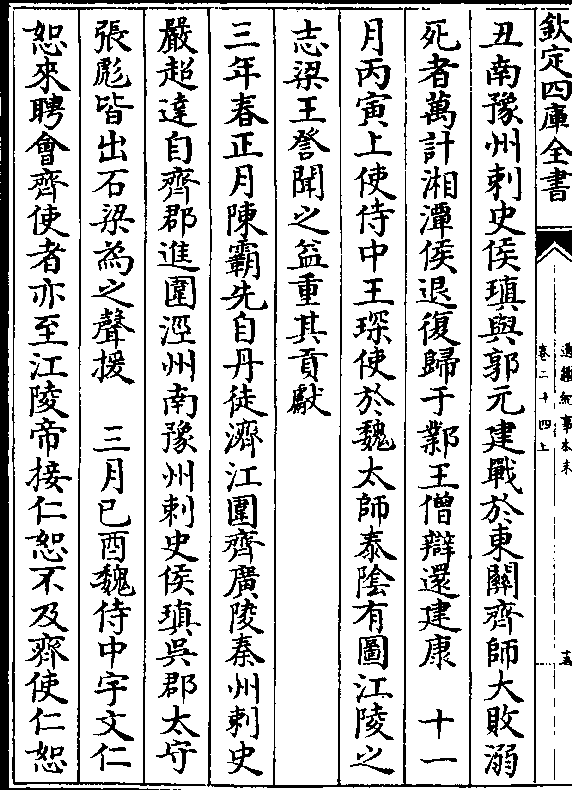 欽定四庫全書
通鑑紀事本末
卷二十四上
丑南豫州刺史侯瑱與郭元建戰於東關齊師大敗溺
死者萬計湘潭侯退復歸于鄴王僧辯還建康　十一
月丙寅上使侍中王琛使於魏太師泰陰有圖江陵之
志梁王詧聞之益重其貢獻
三年春正月陳霸先自丹徒濟江圍齊廣陵秦州刺史
嚴超達自齊郡進圍涇州南豫州刺史侯瑱吳郡太守
張彪皆出石梁為之聲援　三月己酉魏侍中宇文仁
恕來聘會齊使者亦至江陵帝接仁恕不及齊使仁恕